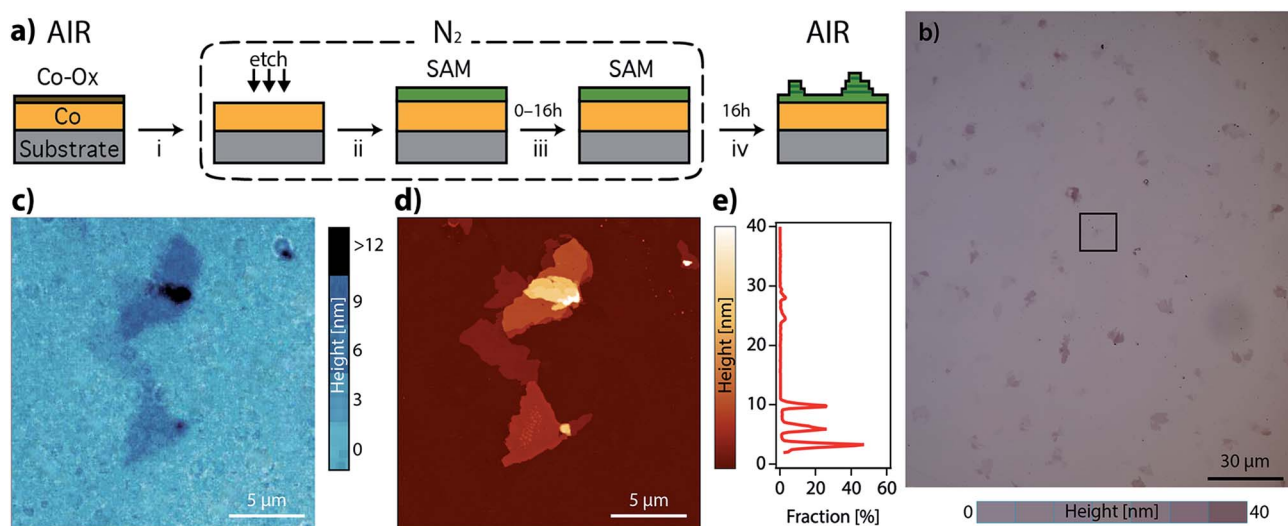 a) AIR N₂ AIR
Co-Ox etch SAM SAM
Co 0–16h 16h
Substrate i ii iii iv
b)
30 µm
0 Height [nm] 40
c)
>12
9
6
3
0
Height [nm]
5 µm
d)
5 µm
Height [nm]
e)
40
30
20
10
0
0 20 40 60
Fraction [%]